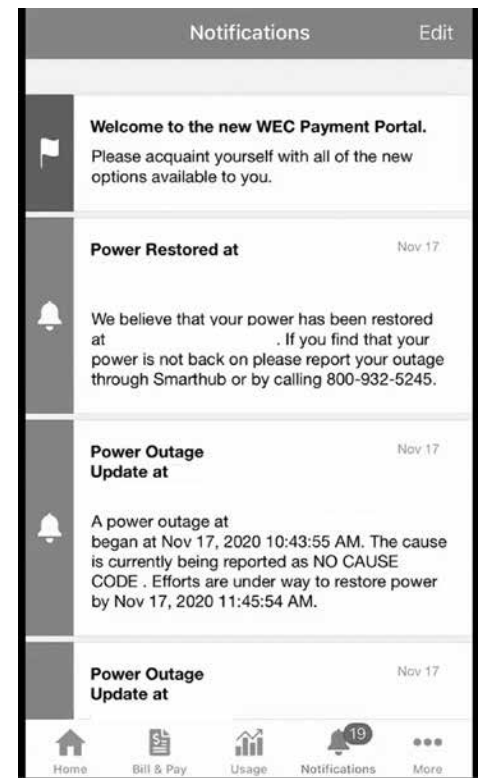 Notifications
Edit
Welcome to the new WEC Payment Portal.
Please acquaint yourself with all of the new
options available to you.
Power Restored at
Nov 17
We believe that your power has been restored
at . If you find that your
power is not back on please report your outage
through Smarthub or by calling 800-932-5245.
Power Outage
Nov 17
Update at
A power outage at
began at Nov 17, 2020 10:43:55 AM. The cause
is currently being reported as NO CAUSE
CODE . Efforts are under way to restore power
by Nov 17, 2020 11:45:54 AM.
Power Outage
Nov 17
Update at
19
Home
Bill & Pay
Usage
Notifications
More